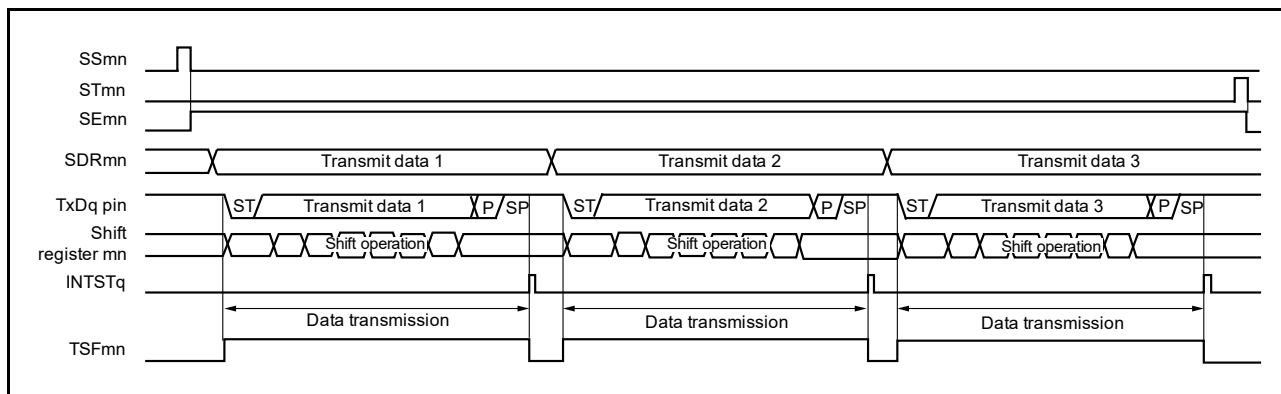 SSmn
STmn
SEmn
SDRmn Transmit data 1 Transmit data 2 Transmit data 3
TxDq pin ST Transmit data 1 P SP ST Transmit data 2 P SP ST Transmit data 3 P SP
Shift
register mn Shift operation Shift operation Shift operation
INTSTq
Data transmission Data transmission Data transmission
TSFmn